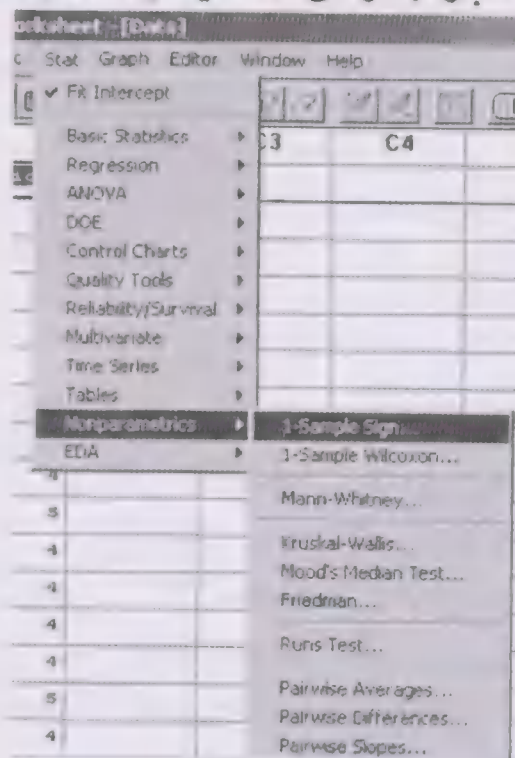 [Data]
Stat Graph Editor Window Help
Fit Intercept
Basic Statistics
Regression
ANOVA
DOE
Control Charts
Quality Tools
Reliability/Survival
Multivariate
Time Series
Tables
Nonparametrics
EDA
C3 C4
1-Sample Sign...
1-Sample Wilcoxon...
Mann-Whitney...
Kruskal-Wallis...
Mood's Median Test...
Friedman...
Runs Test...
Pairwise Averages...
Pairwise Differences...
Pairwise Slopes...
4
5
4
4
4
4
5
4